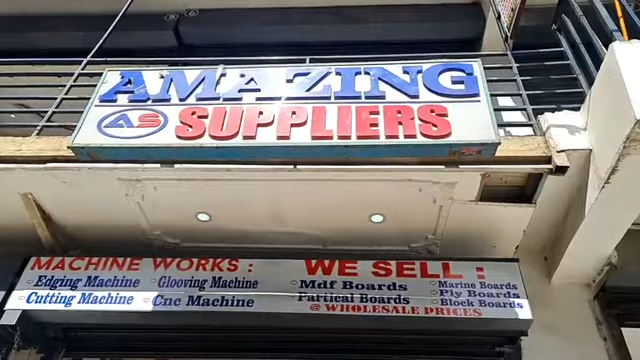 AMAZING
AS SUPPLIERS
MACHINE WORKS :
Edging Machine Glooving Machine
Cutting Machine Cnc Machine
WE SELL :
Mdf Boards
Partical Boards
Marine Boards
Ply Boards
Block Boards
@ WHOLESALE PRICES